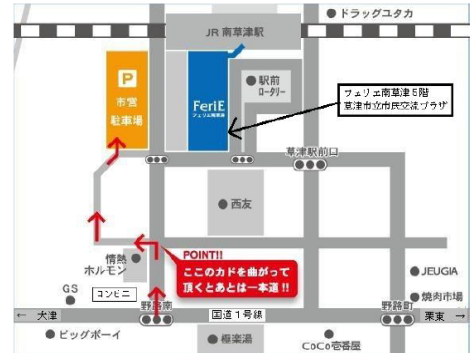 ドラッグユタカ
JR 南草津駅
P
市営
駐車場
FeriE
フェリエ南草津
駅前
ロータリー
フェリエ南草津5階
草津市立市民交流プラザ
草津駅前口
西友
情熱
ホルモン
POINT!!
ここのカドを曲がって
頂くとあとは一本道!!
JEUGIA
GS
コンビニ
焼肉市場
野路南
野路町
← 大津
国道1号線
栗東 →
ビッグボーイ
極楽湯
CoCo壱番屋